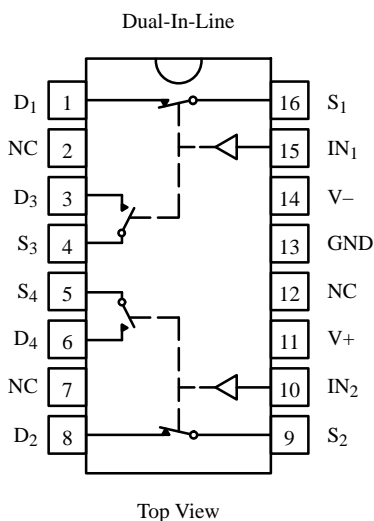 Dual-In-Line
D1 1 16 S1
NC 2 15 IN1
D3 3 14 V–
S3 4 13 GND
S4 5 12 NC
D4 6 11 V+
NC 7 10 IN2
D2 8 9 S2
Top View